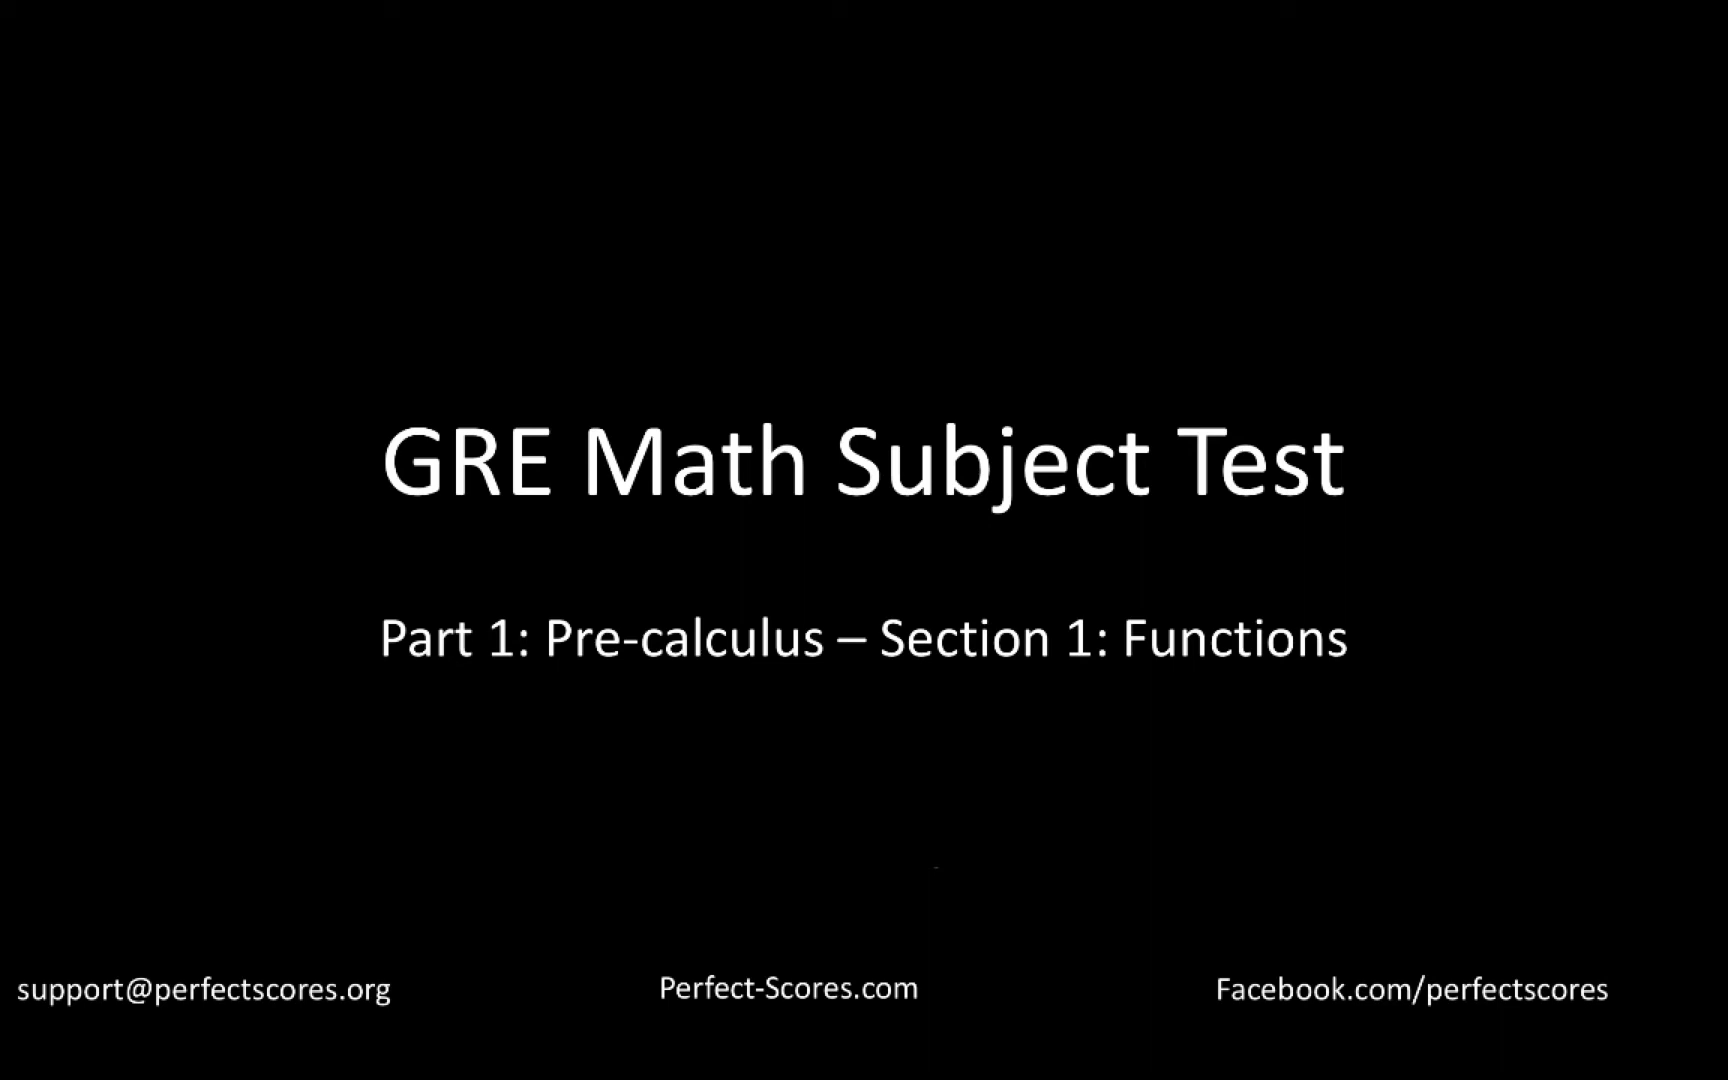 GRE Math Subject Test
Part 1: Pre-calculus – Section 1: Functions
support@perfectscores.org
Perfect-Scores.com
Facebook.com/perfectscores